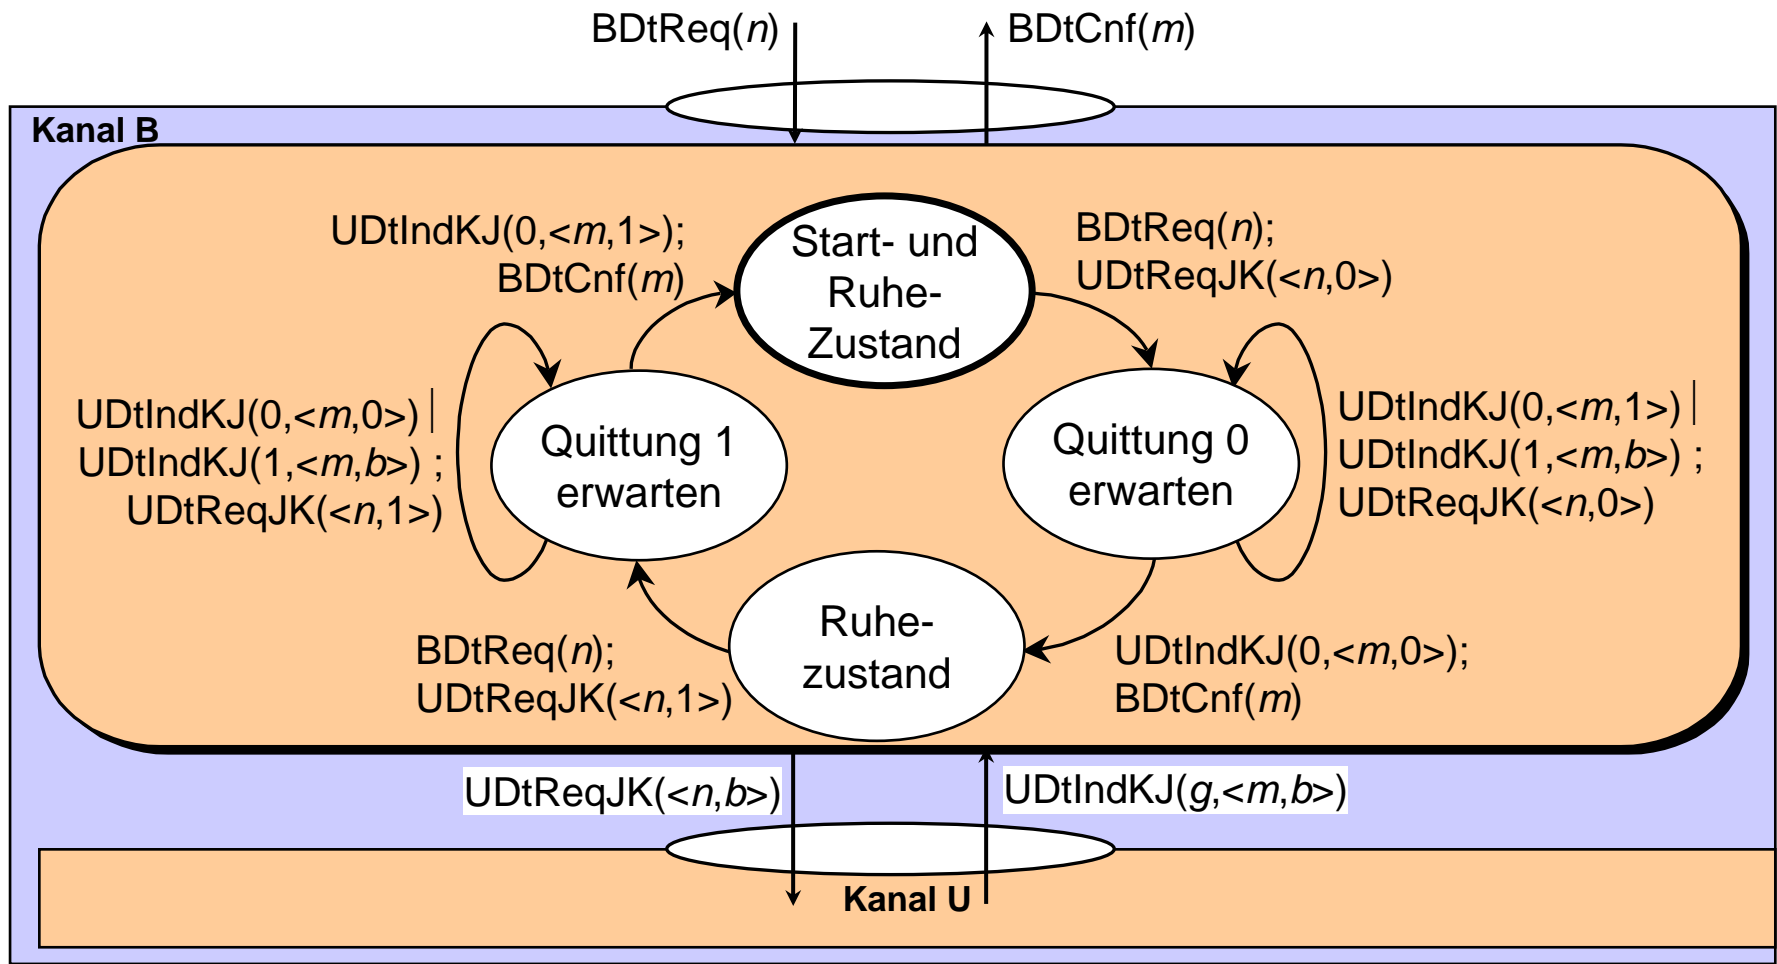 BDtReq(n)
BDtCnf(m)
Kanal B
UDtIndKJ(0,<m,1>);
BDtCnf(m)
Start- und
Ruhe-
Zustand
BDtReq(n);
UDtReqJK(<n,0>)
UDtIndKJ(0,<m,0>) |
UDtIndKJ(1,<m,b>) ;
UDtReqJK(<n,1>)
Quittung 1
erwarten
Quittung 0
erwarten
UDtIndKJ(0,<m,1>) |
UDtIndKJ(1,<m,b>) ;
UDtReqJK(<n,0>)
BDtReq(n);
UDtReqJK(<n,1>)
Ruhe-
zustand
UDtIndKJ(0,<m,0>);
BDtCnf(m)
UDtReqJK(<n,b>)
UDtIndKJ(g,<m,b>)
Kanal U